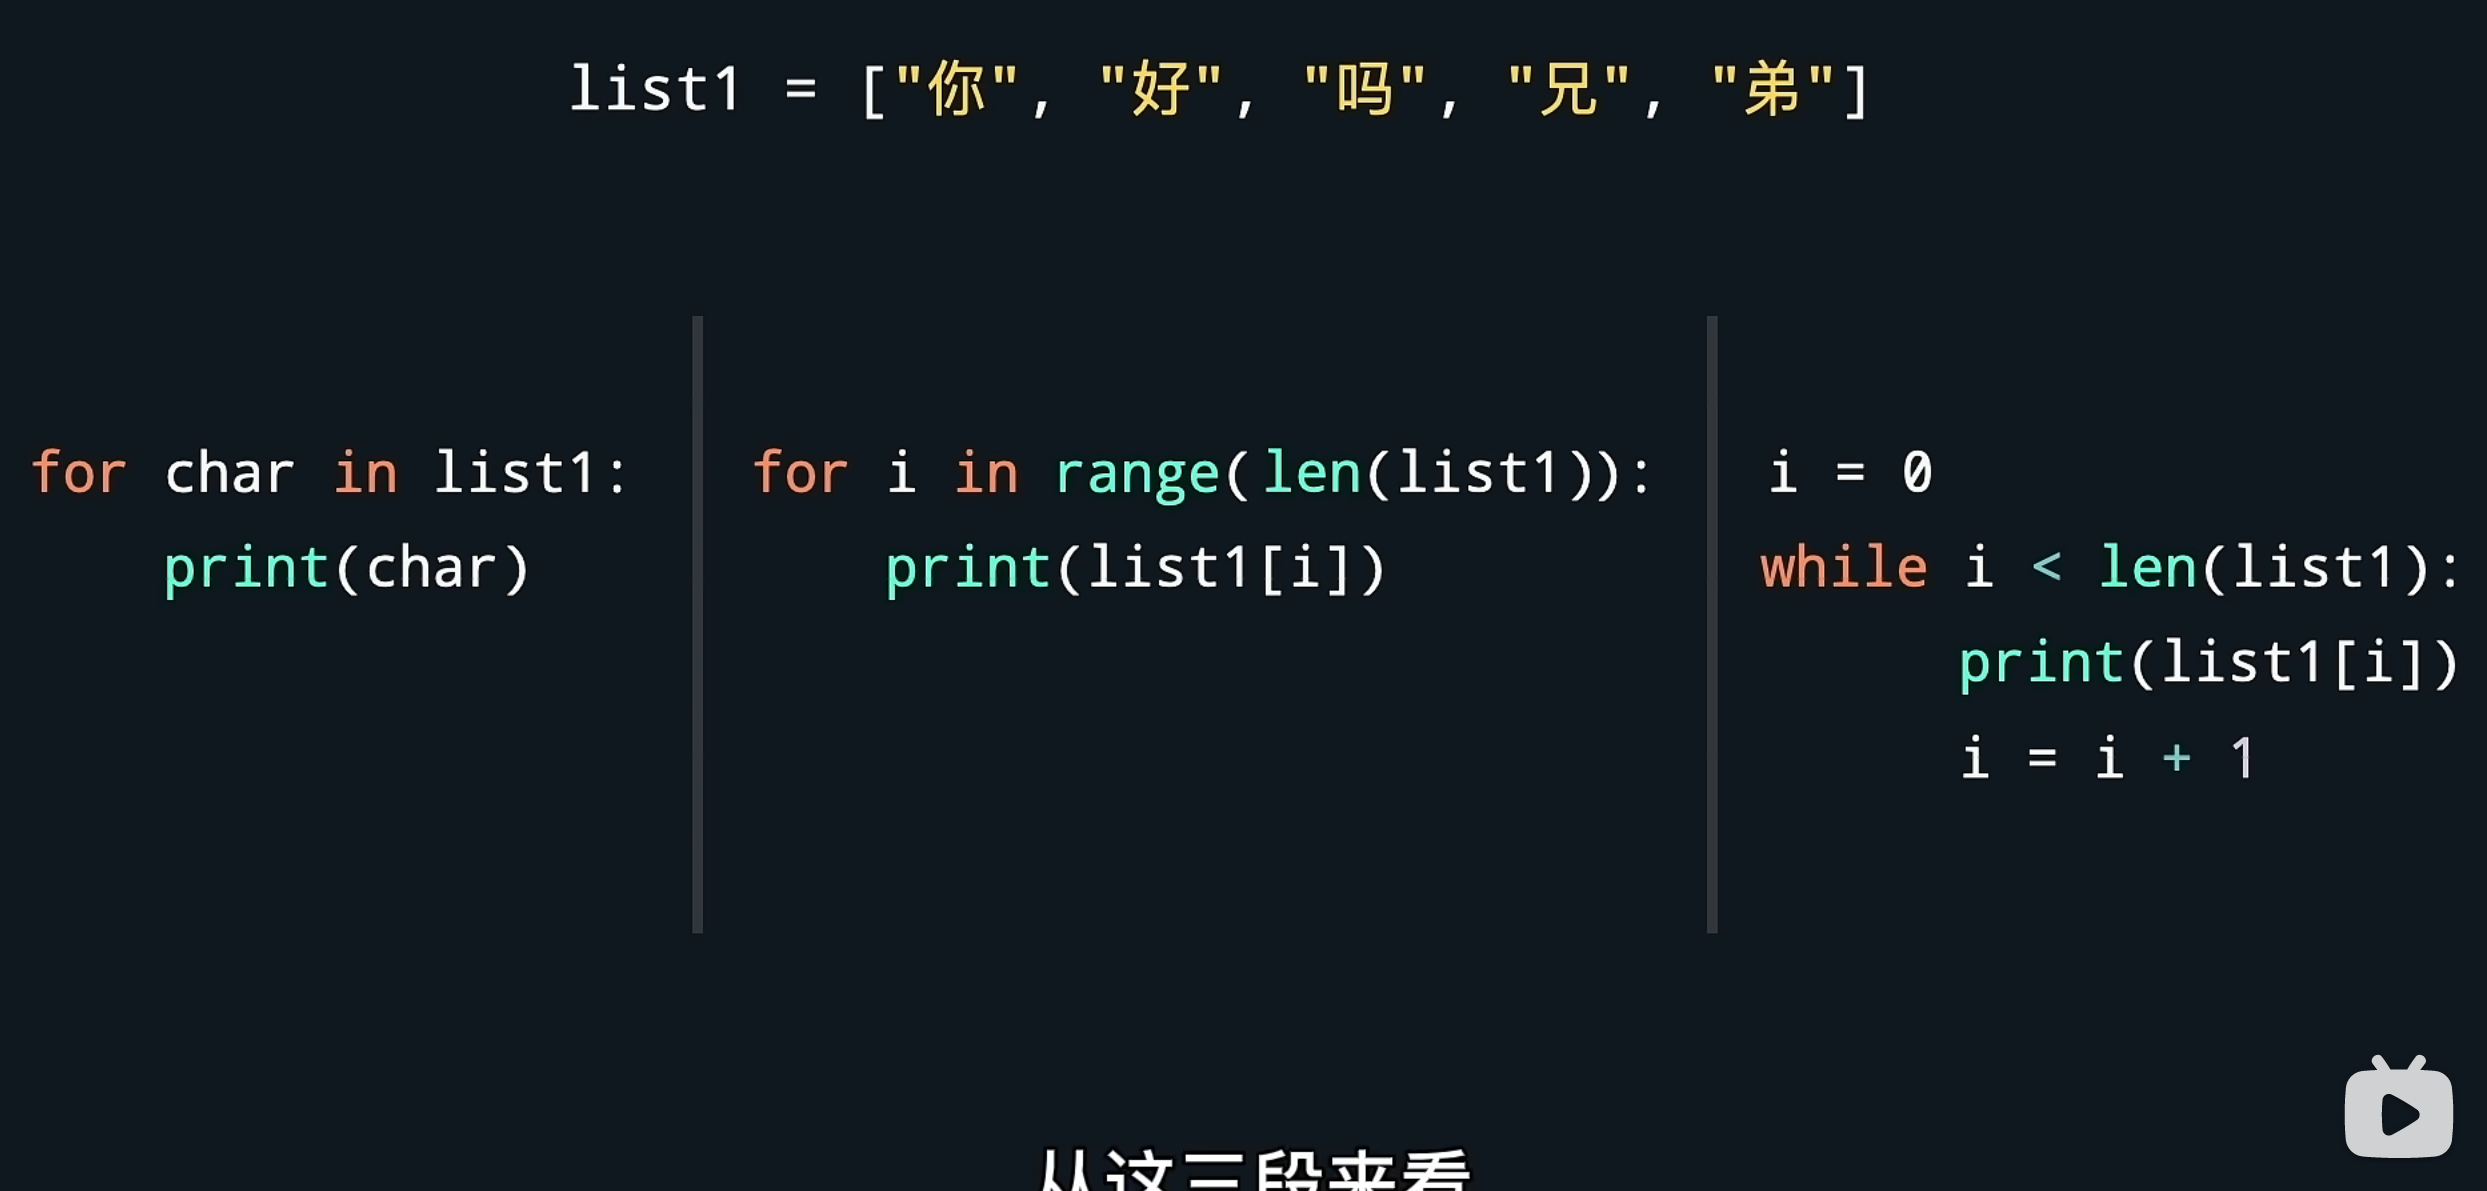 list1 = ["你", "好", "吗", "兄", "弟"]
for char in list1:
    print(char)
for i in range(len(list1)):
    print(list1[i])
i = 0
while i < len(list1):
    print(list1[i])
    i = i + 1
从这三段来看